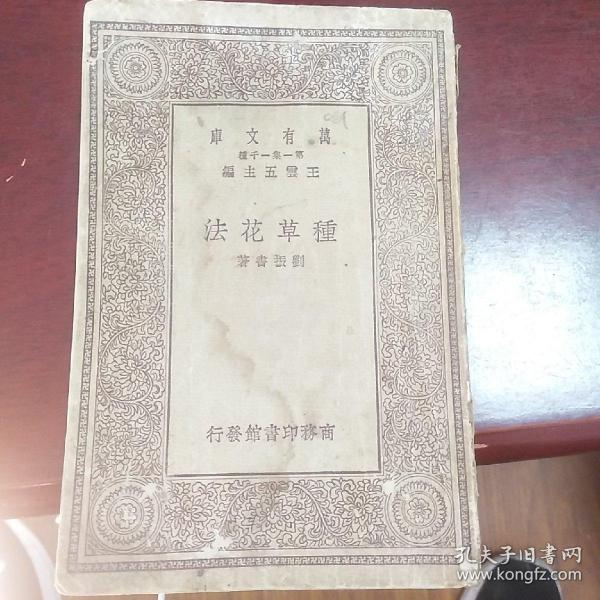 萬有文庫
第一集一千種
王雲五主編
種草花法
劉振書著
商務印書館發行
孔夫子旧书网
www.kongfz.com